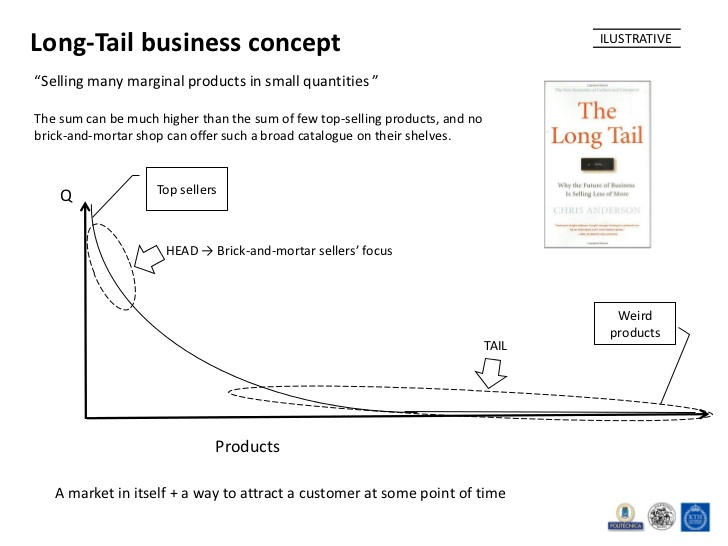 Long-Tail business concept
ILUSTRATIVE
“Selling many marginal products in small quantities”
The sum can be much higher than the sum of few top-selling products, and no
brick-and-mortar shop can offer such a broad catalogue on their shelves.
The
Long Tail
Why the Future of Business
Is Selling Less of More
CHRIS ANDERSON
Top sellers
Q
HEAD → Brick-and-mortar sellers’ focus
Weird
products
TAIL
Products
A market in itself + a way to attract a customer at some point of time
POLITÉCNICA
KTH